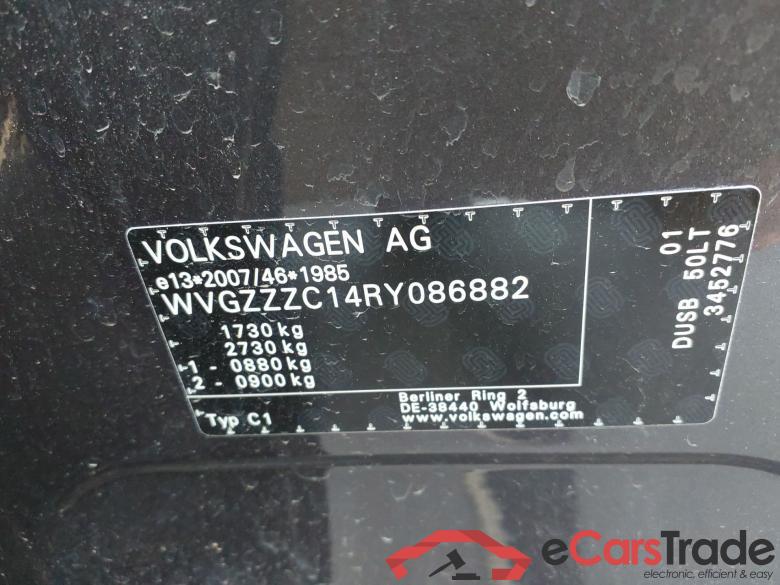 VOLKSWAGEN AG
e13*2007/46*1985
WVGZZZC14RY086882
1730 kg
2730 kg
1 - 0880 kg
2 - 0900 kg
Typ C1
Berliner Ring 2
DE-38440 Wolfsburg
www.volkswagen.com
01
DUSB 50LT
3452776
eCarsTrade
electronic, efficient & easy